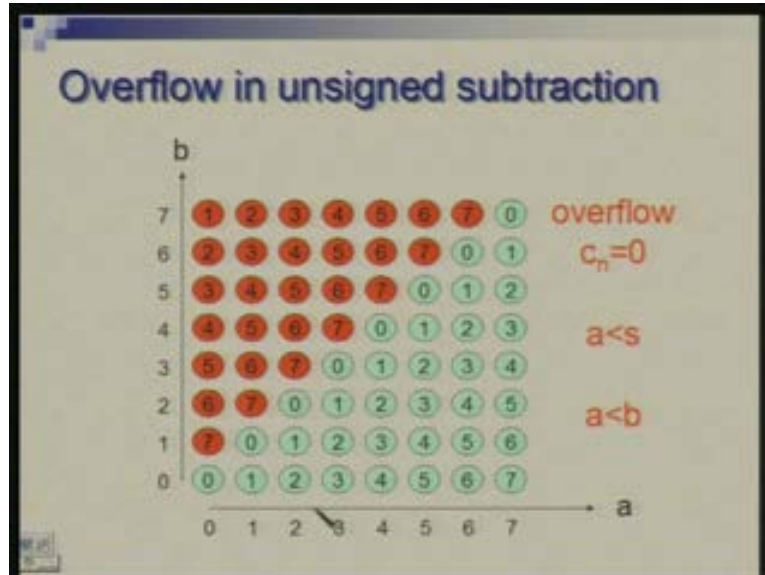 Overflow in unsigned subtraction
b
7 1 2 3 4 5 6 7 0 overflow
6 2 3 4 5 6 7 0 1 cn=0
5 3 4 5 6 7 0 1 2
4 4 5 6 7 0 1 2 3 a<s
3 5 6 7 0 1 2 3 4
2 6 7 0 1 2 3 4 5 a<b
1 7 0 1 2 3 4 5 6
0 0 1 2 3 4 5 6 7
a
0 1 2 3 4 5 6 7